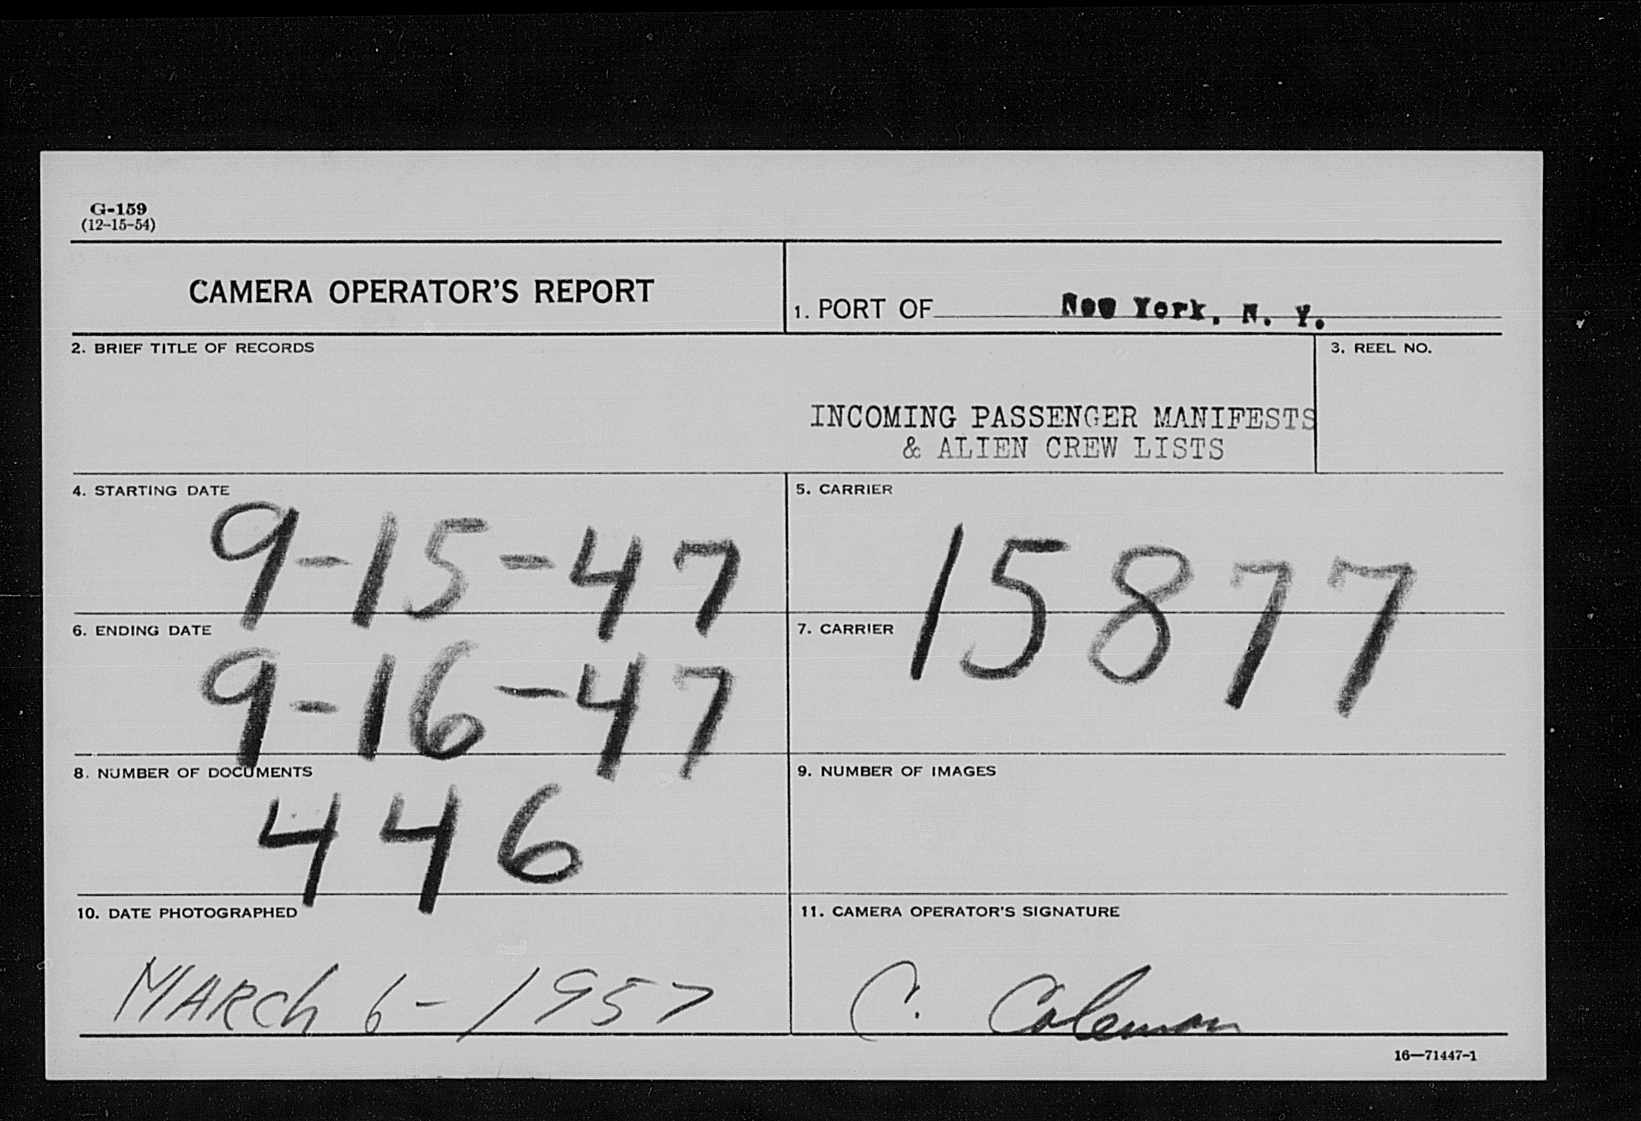 G-159
(12-15-54)
CAMERA OPERATOR'S REPORT
1. PORT OF New York, N. Y.
2. BRIEF TITLE OF RECORDS
3. REEL NO.
INCOMING PASSENGER MANIFESTS
& ALIEN CREW LISTS
4. STARTING DATE
9-15-47
5. CARRIER
15877
6. ENDING DATE
9-16-47
7. CARRIER
8. NUMBER OF DOCUMENTS
446
9. NUMBER OF IMAGES
10. DATE PHOTOGRAPHED
MARCh 6-1957
11. CAMERA OPERATOR'S SIGNATURE
C. Coleman
16—71447-1